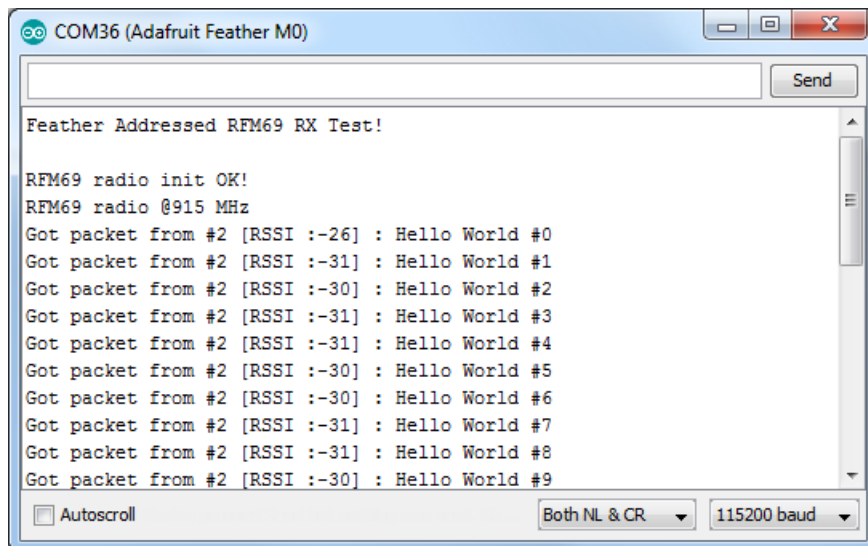 COM36 (Adafruit Feather M0)
Send
Feather Addressed RFM69 RX Test!
RFM69 radio init OK!
RFM69 radio @915 MHz
Got packet from #2 [RSSI :-26] : Hello World #0
Got packet from #2 [RSSI :-31] : Hello World #1
Got packet from #2 [RSSI :-30] : Hello World #2
Got packet from #2 [RSSI :-31] : Hello World #3
Got packet from #2 [RSSI :-31] : Hello World #4
Got packet from #2 [RSSI :-30] : Hello World #5
Got packet from #2 [RSSI :-30] : Hello World #6
Got packet from #2 [RSSI :-31] : Hello World #7
Got packet from #2 [RSSI :-31] : Hello World #8
Got packet from #2 [RSSI :-30] : Hello World #9
Autoscroll Both NL & CR 115200 baud